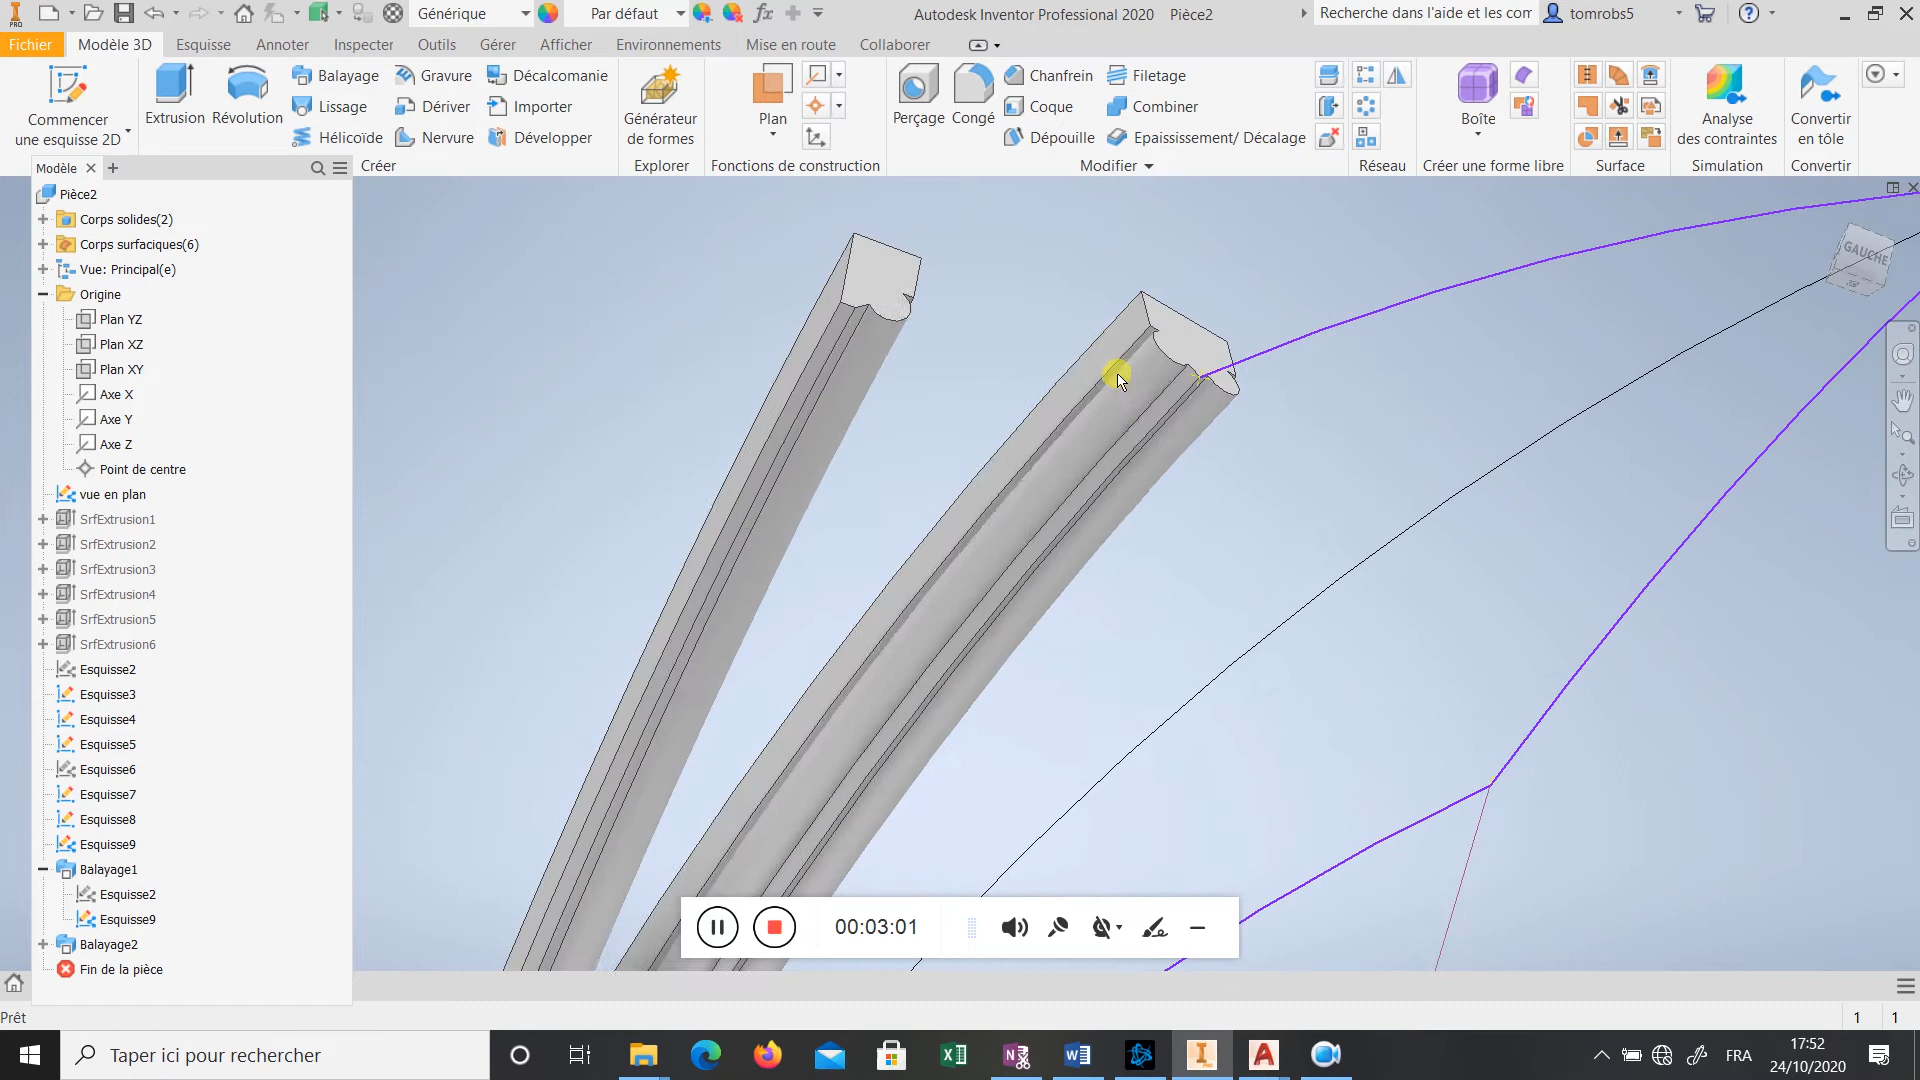 PRO
Générique
Par défaut
Autodesk Inventor Professional 2020 Pièce2
Recherche dans l'aide et les com
tomrobs5
Fichier
Modèle 3D
Esquisse
Annoter
Inspecter
Outils
Gérer
Afficher
Environnements
Mise en route
Collaborer
Commencer
une esquisse 2D
Extrusion
Révolution
Balayage
Gravure
Décalcomanie
Lissage
Dériver
Importer
Hélicoïde
Nervure
Développer
Générateur
de formes
Plan
Perçage
Congé
Chanfrein
Filetage
Coque
Combiner
Dépouille
Epaississement/ Décalage
Boîte
Analyse
des contraintes
Convertir
en tôle
Créer
Explorer
Fonctions de construction
Modifier
Réseau
Créer une forme libre
Surface
Simulation
Convertir
Modèle
Pièce2
Corps solides(2)
Corps surfaciques(6)
Vue: Principal(e)
Origine
Plan YZ
Plan XZ
Plan XY
Axe X
Axe Y
Axe Z
Point de centre
vue en plan
SrfExtrusion1
SrfExtrusion2
SrfExtrusion3
SrfExtrusion4
SrfExtrusion5
SrfExtrusion6
Esquisse2
Esquisse3
Esquisse4
Esquisse5
Esquisse6
Esquisse7
Esquisse8
Esquisse9
Balayage1
Esquisse2
Esquisse9
Balayage2
Fin de la pièce
GAUCHE
00:03:01
Prêt
1 1
Taper ici pour rechercher
FRA
17:52
24/10/2020